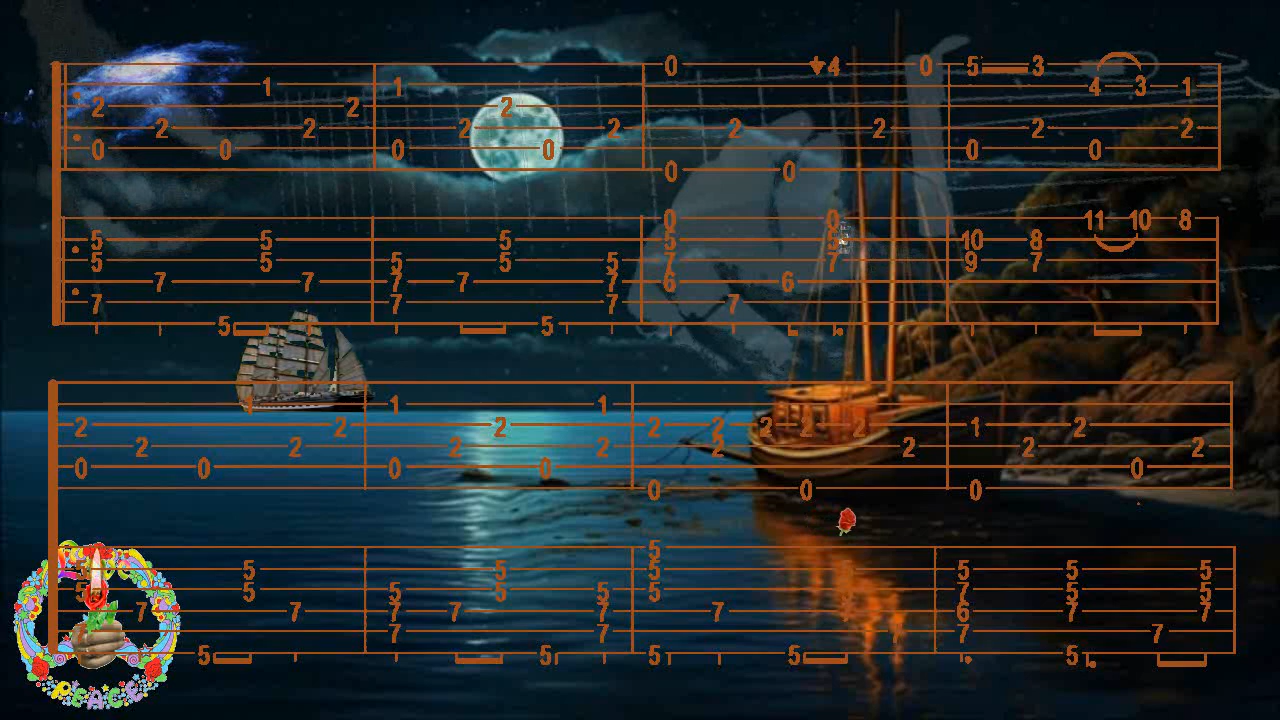 0 4 0 5 3
1 1 4 3 1
2 2 2
2 2 2 2 2 2 2 2
0 0 0 0 0 0
0 0
0 0 11 10 8
5 5 5 5 5 10 8
5 5 5 5 5 7 7 9 7
7 7 7 7 7 6 6
7 7 7 7
5 5
1 1 1
2 2 2 2 2 2 2 2 1 2
2 2 2 2 2 2 2 2
0 0 0 0 0
0 0 0
5
5 5 5 5 5 5 5
5 5 5 5 5 5 7 5 5
7 7 7 7 7 7 6 7 7
7 7 7 7
5 5 5 5 5
PEACE